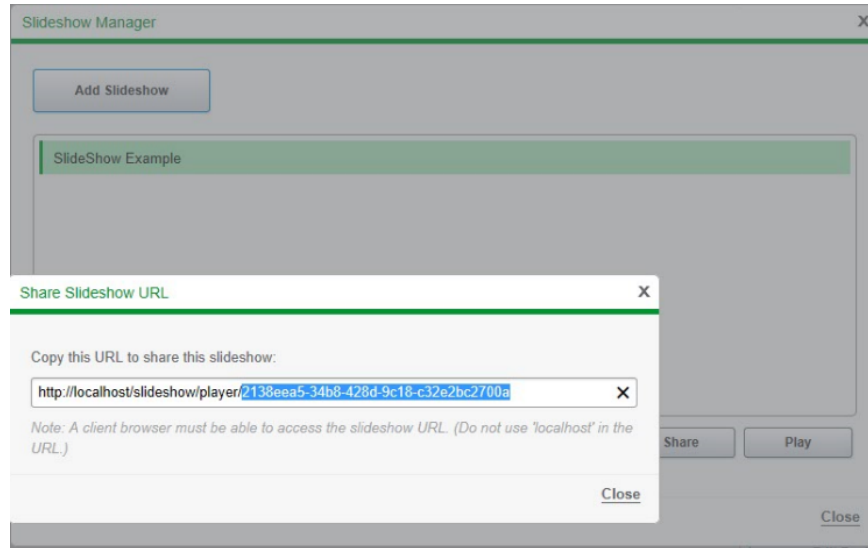 Slideshow Manager
X
Add Slideshow
SlideShow Example
Share Slideshow URL
X
Copy this URL to share this slideshow:
http://localhost/slideshow/player/2138eea5-34b8-428d-9c18-c32e2bc2700a
Note: A client browser must be able to access the slideshow URL. (Do not use 'localhost' in the
URL.)
Close
Share
Play
Close